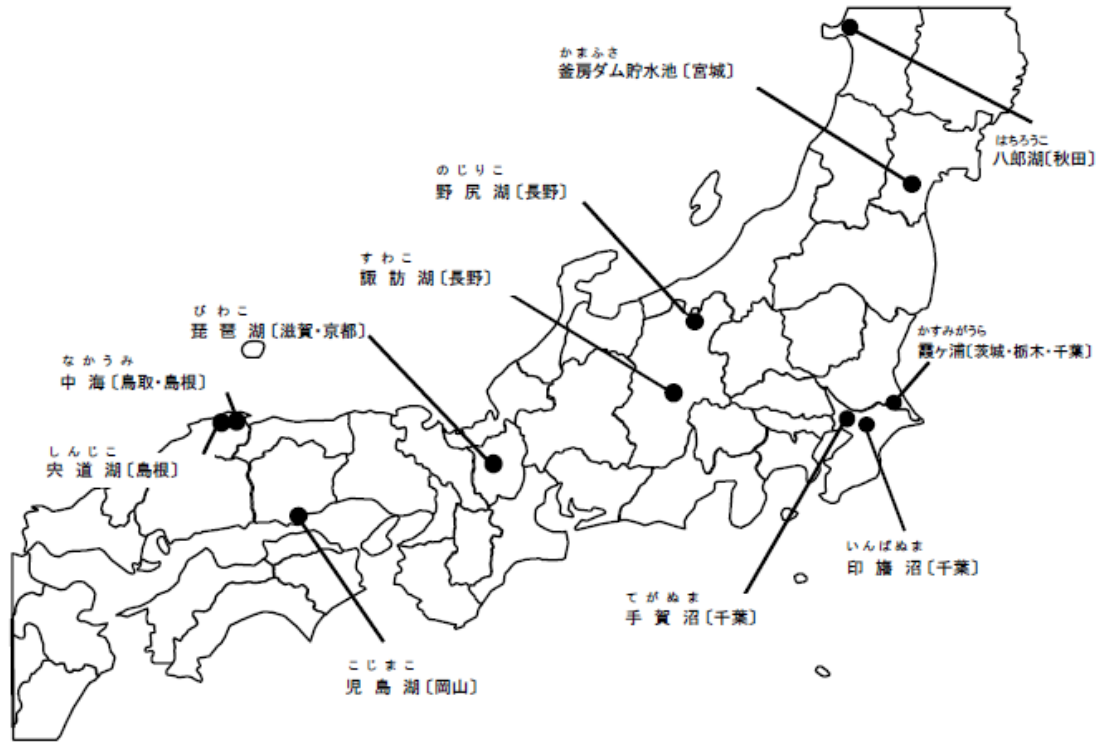 かまふさ
釜房ダム貯水池〔宮城〕
はちろうこ
八郎湖〔秋田〕
のじりこ
野尻湖〔長野〕
すわこ
諏訪湖〔長野〕
びわこ
琵琶湖〔滋賀・京都〕
かすみがうら
霞ヶ浦〔茨城・栃木・千葉〕
なかうみ
中海〔鳥取・島根〕
しんじこ
宍道湖〔島根〕
いんばぬま
印旛沼〔千葉〕
てがぬま
手賀沼〔千葉〕
こじまこ
児島湖〔岡山〕